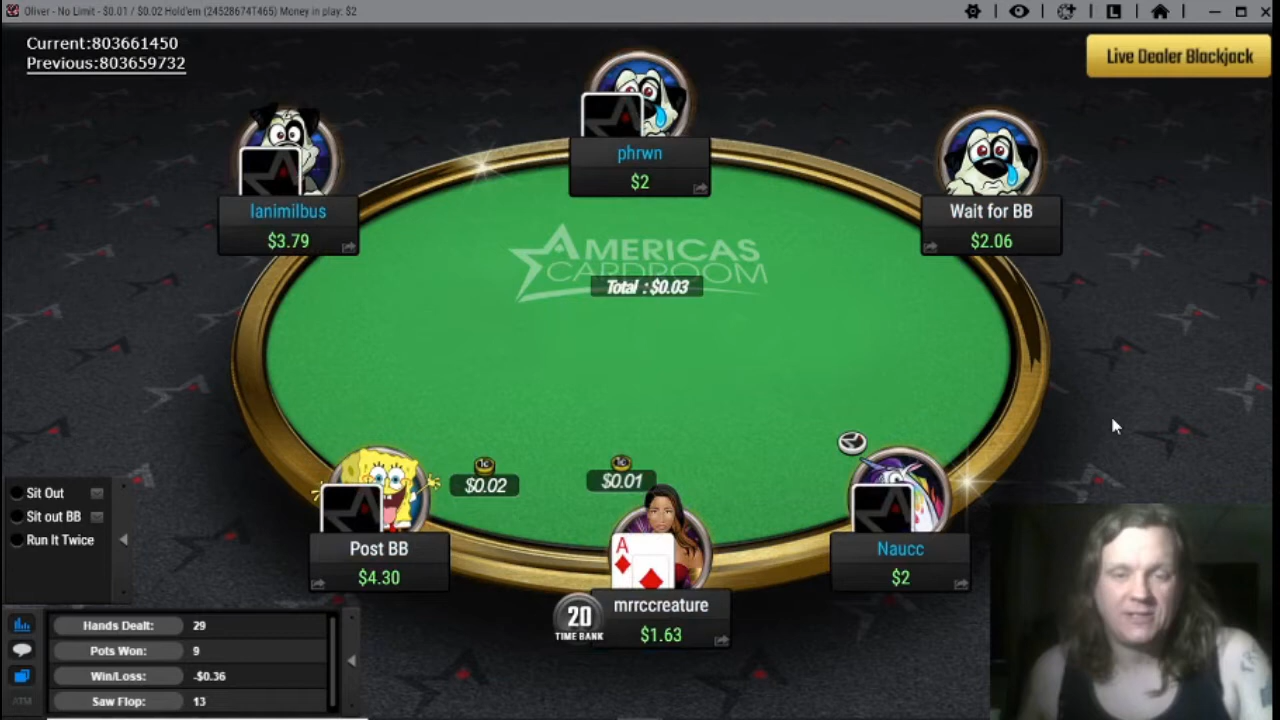 Oliver - No Limit - $0.01 / $0.02 Hold'em (24528674T465) Money in play: $2
L
Current:803661450
Previous:803659732
Live Dealer Blackjack
phrwn
$2
lanimilbus
$3.79
Wait for BB
$2.06
AMERICAS
CARDROOM
Total : $0.03
1¢
$0.02
1¢
$0.01
Sit Out
Sit out BB
Run It Twice
Post BB
$4.30
A
Naucc
$2
20
TIME BANK
mrrccreature
$1.63
Hands Dealt: 29
Pots Won: 9
Win/Loss: -$0.36
Saw Flop: 13
ATM